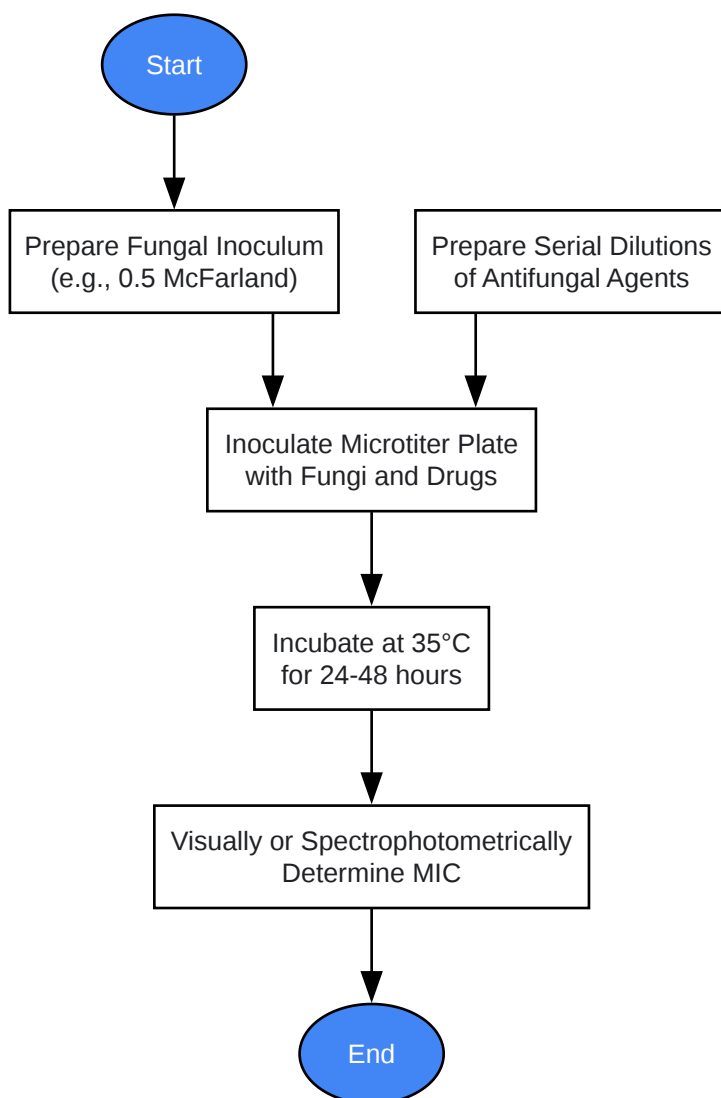 Start
Prepare Fungal Inoculum
(e.g., 0.5 McFarland)
Prepare Serial Dilutions
of Antifungal Agents
Inoculate Microtiter Plate
with Fungi and Drugs
Incubate at 35°C
for 24-48 hours
Visually or Spectrophotometrically
Determine MIC
End